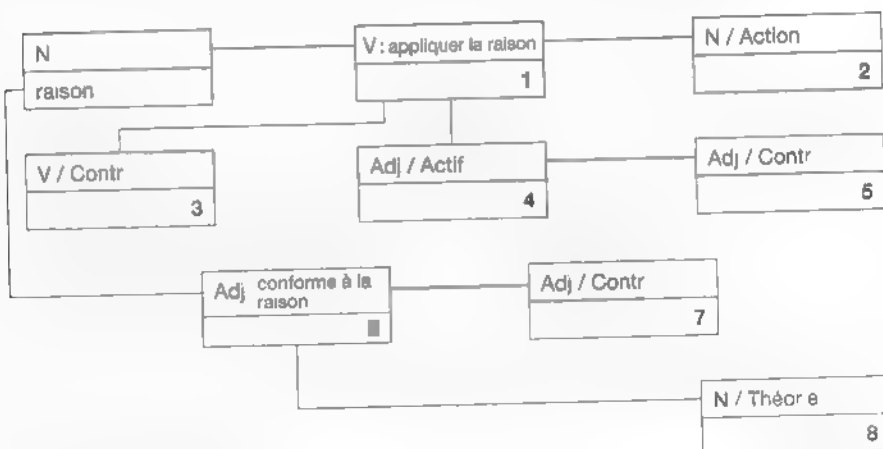 N
raison
V : appliquer la raison
1
N / Action
2
V / Contr
3
Adj / Actif
4
Adj / Contr
5
Adj conforme à la
raison
Adj / Contr
7
N / Théor e
8